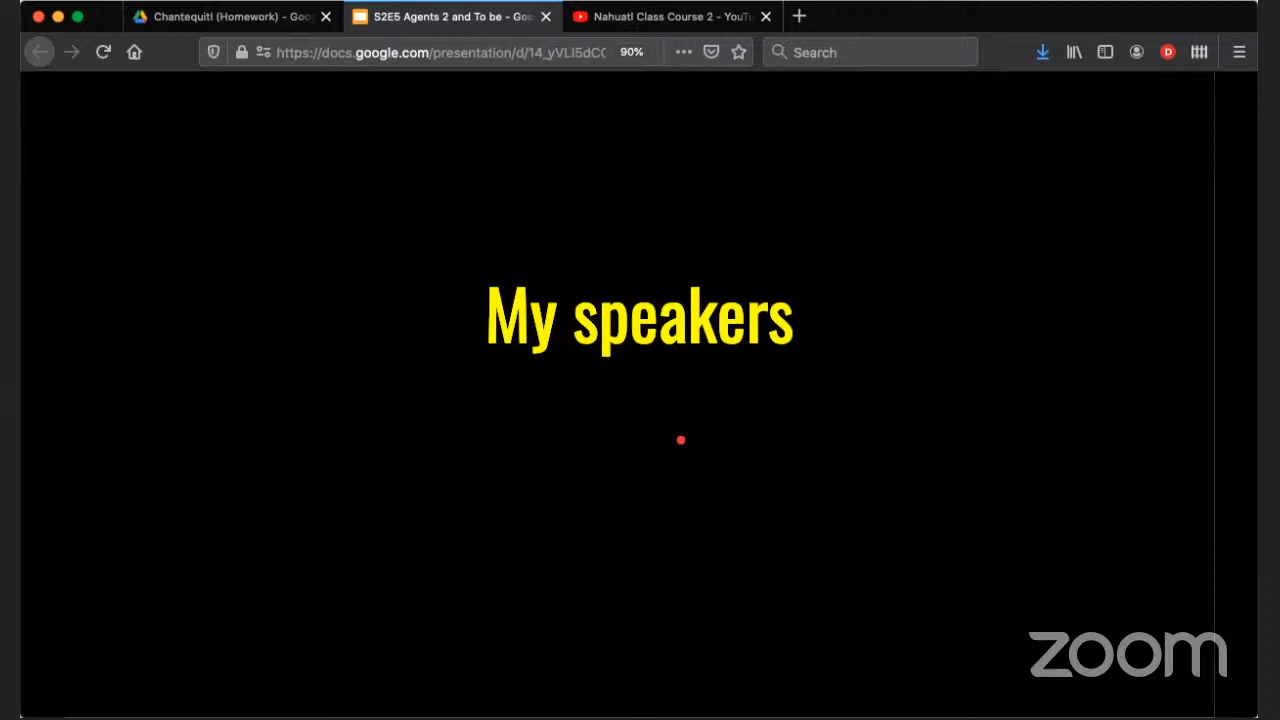 Chantequitl (Homework) - Goo
S2E5 Agents 2 and To be - Goo
Nahuatl Class Course 2 - YouTu
https://docs.google.com/presentation/d/14_yVLI5dCC
90%
Search
D
My speakers
zoom